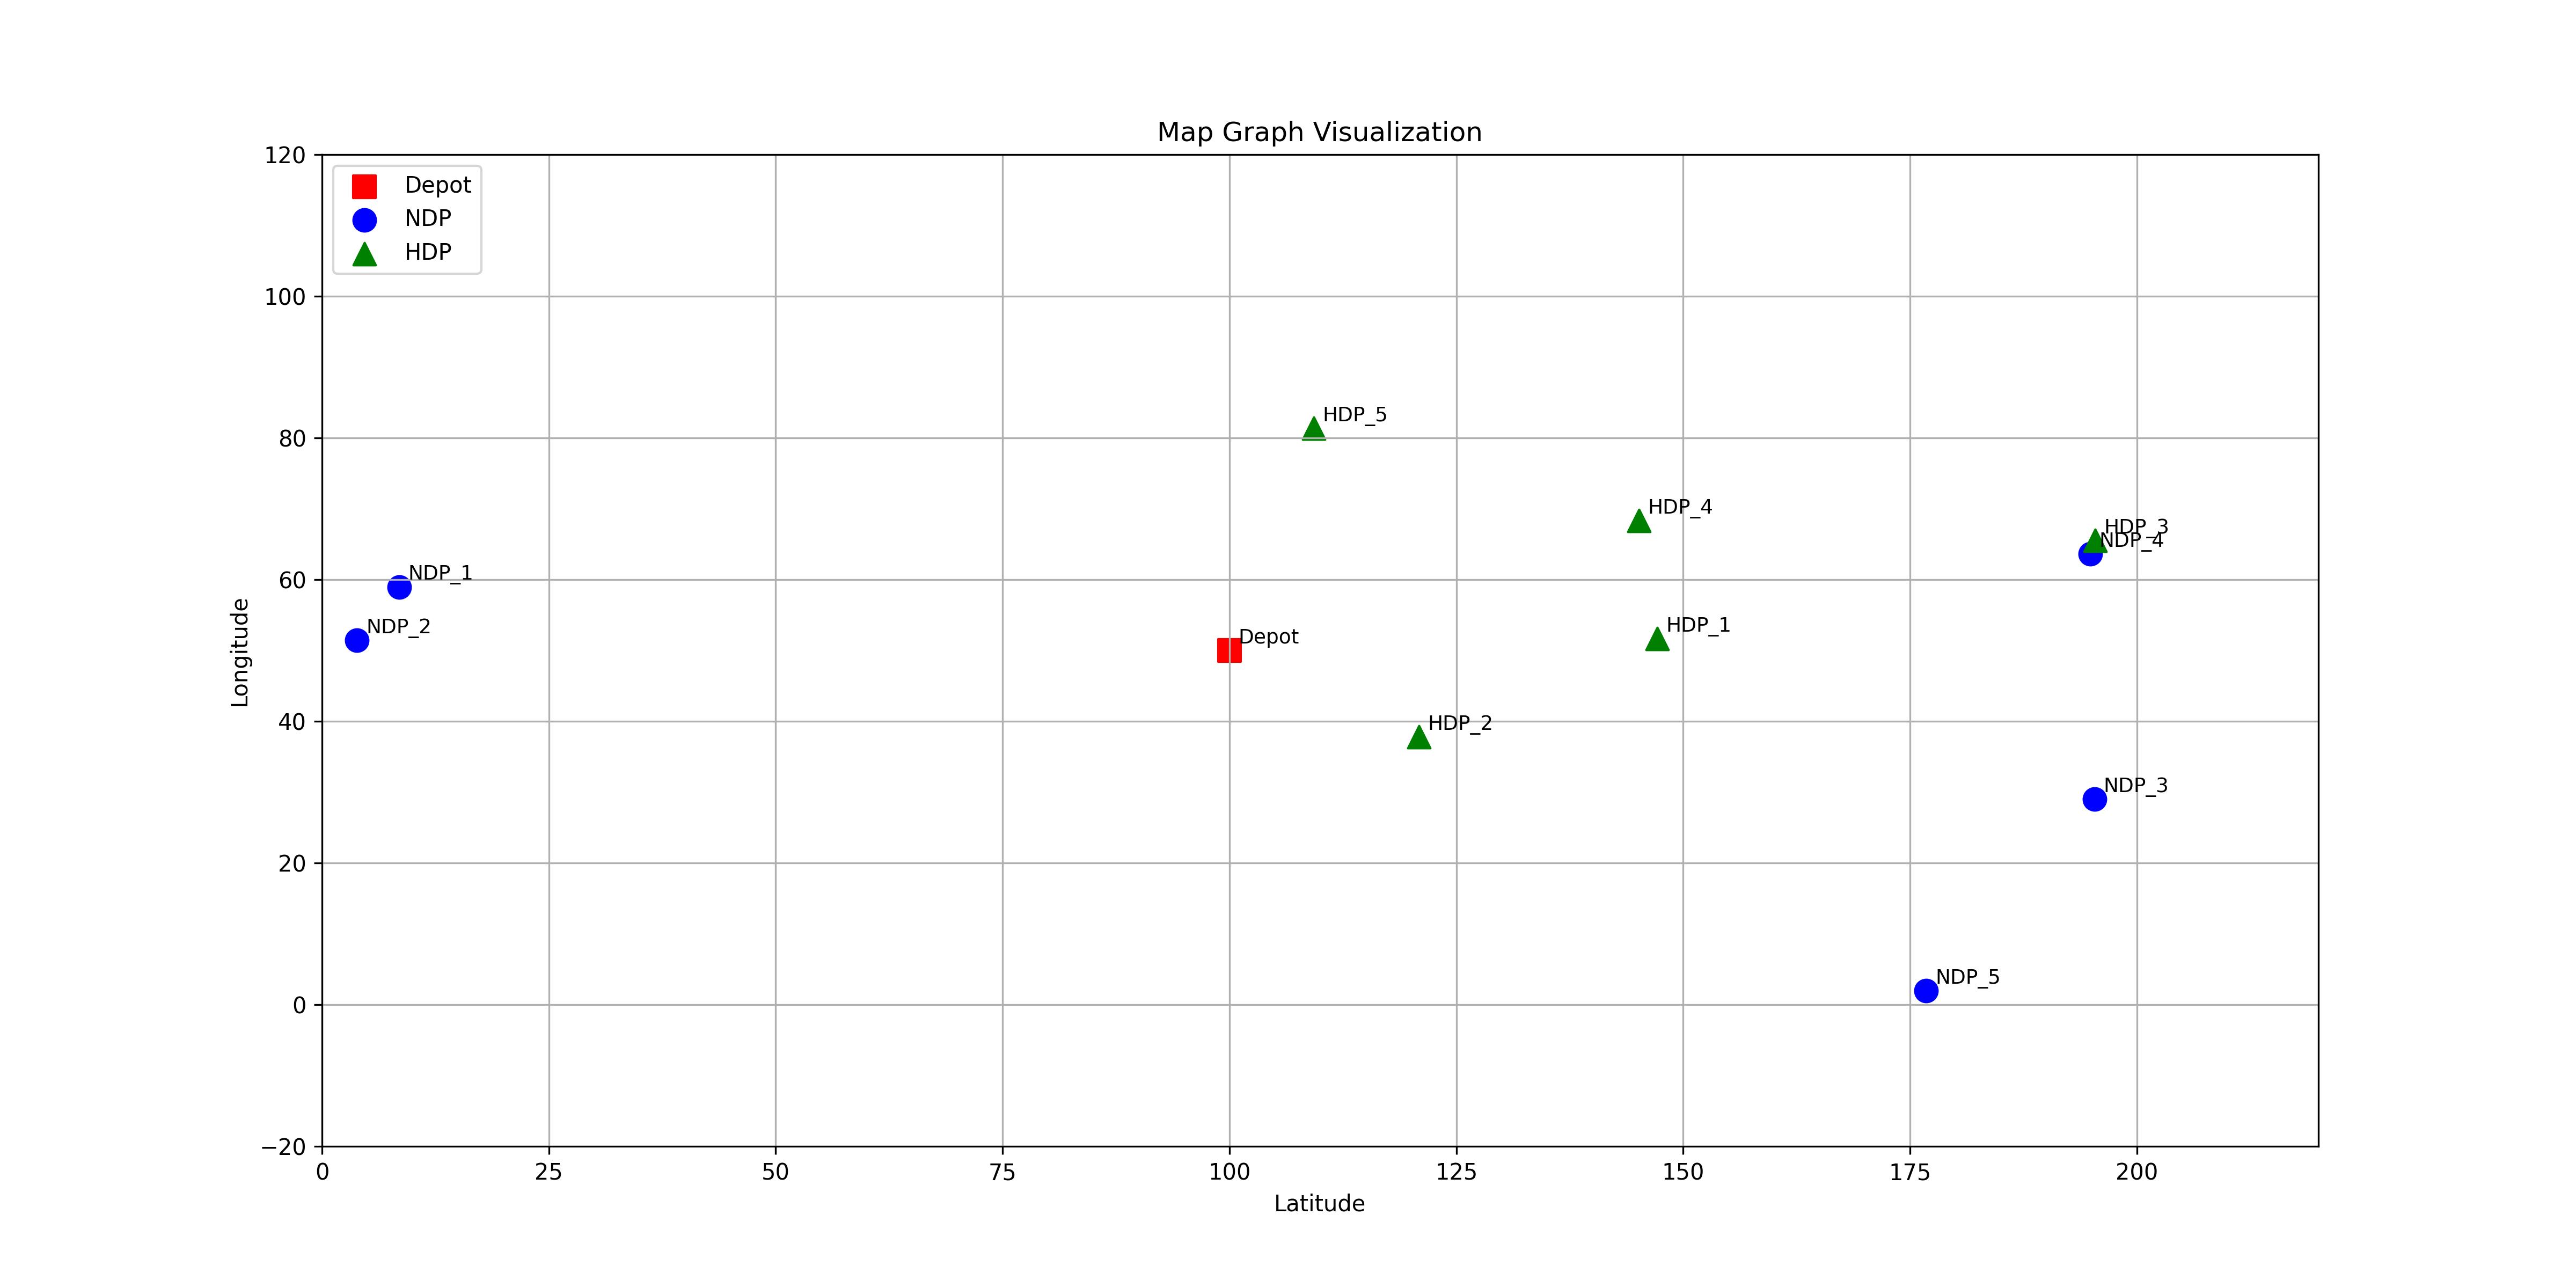 Map Graph Visualization
120
100
80
60
40
20
0
−20
Longitude
Depot
NDP
HDP
HDP_5
HDP_4
HDP_3
NDP_4
NDP_1
NDP_2
HDP_1
Depot
HDP_2
NDP_3
NDP_5
0 25 50 75 100 125 150 175 200
Latitude